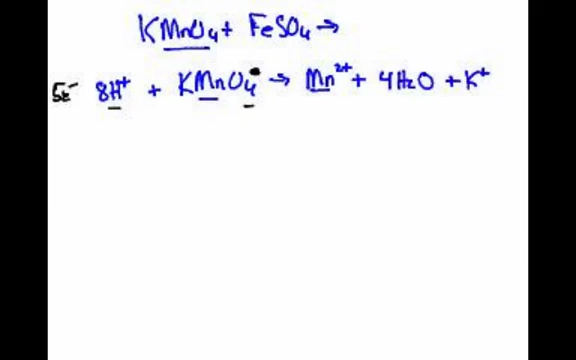 KMnO4 + FeSO4 →
5e⁻ 8H⁺ + KMnO4 → Mn²⁺ + 4H2O + K⁺